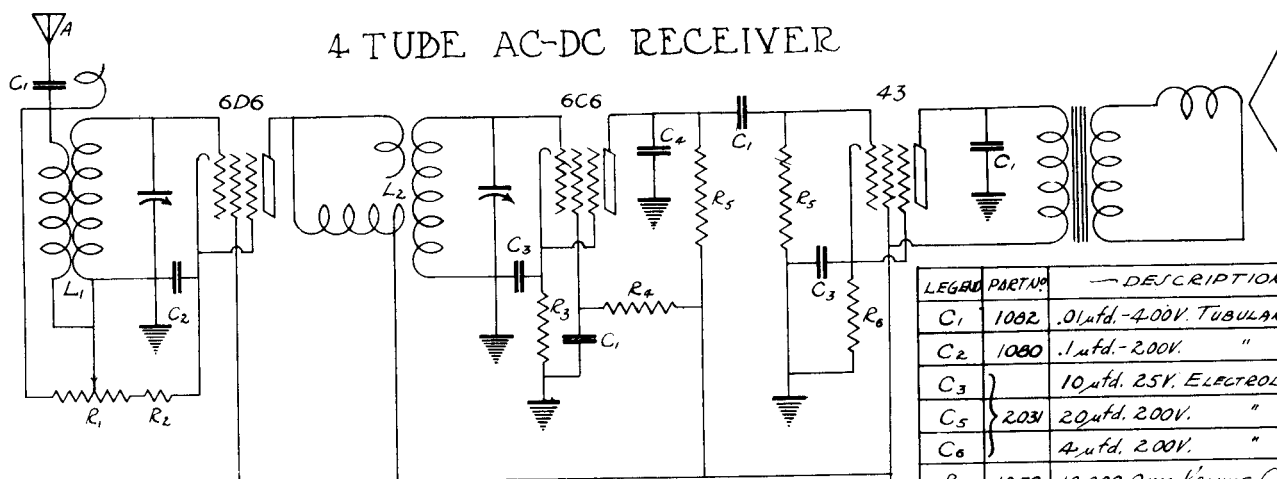 4 TUBE AC-DC RECEIVER
A
C1
6D6
6C6
43
C4
C1
C1
L2
R5
R5
L1
C2
C3
R3
R4
C1
C3
R6
R1
R2
LEGEND PART Nº — DESCRIPTION
C1 1082 .01 µfd. - 400V. TUBULAR
C2 1080 .1 µfd. - 200V. "
C3 10 µfd. 25V. ELECTROL
C5 2031 20 µfd. 200V. "
C6 4 µfd. 200V. "